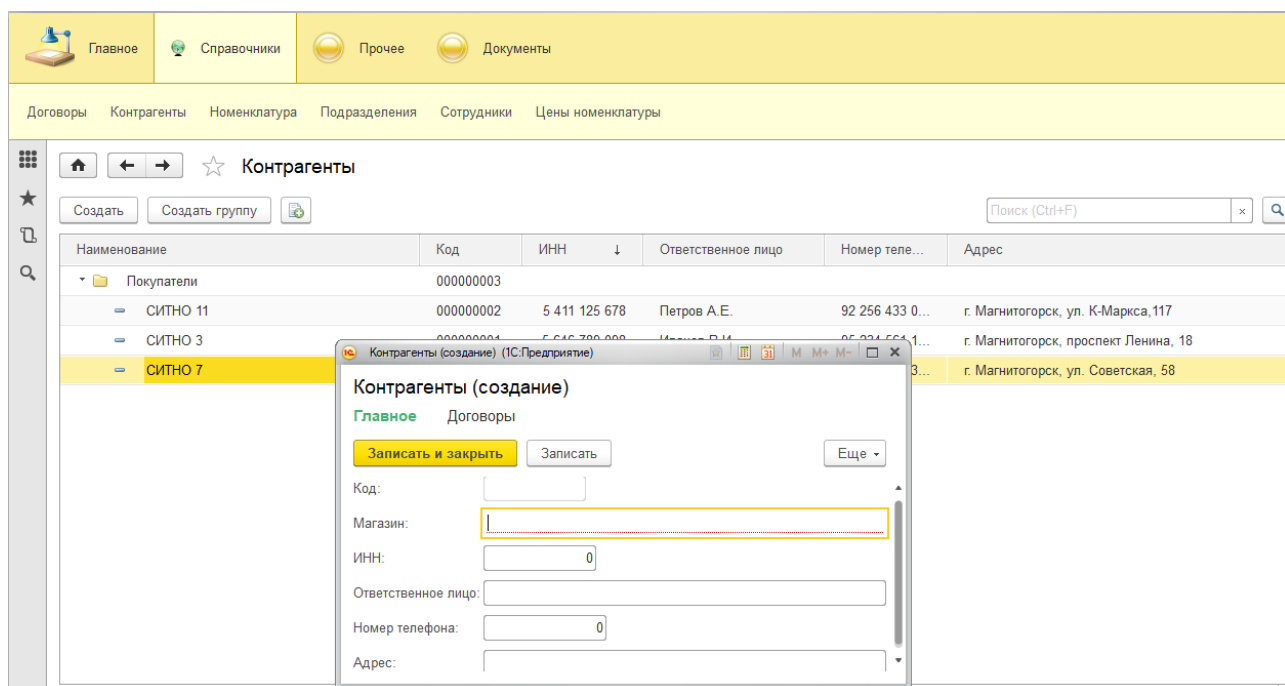 Главное Справочники Прочее Документы
Договоры Контрагенты Номенклатура Подразделения Сотрудники Цены номенклатуры
Контрагенты
Создать Создать группу Поиск (Ctrl+F) ×
Наименование Код ИНН ↓ Ответственное лицо Номер теле... Адрес
Покупатели 000000003
СИТНО 11 000000002 5 411 125 678 Петров А.Е. 92 256 433 0... г. Магнитогорск, ул. К-Маркса,117
СИТНО 3 г. Магнитогорск, проспект Ленина, 18
СИТНО 7 3... г. Магнитогорск, ул. Советская, 58
Контрагенты (создание) (1С:Предприятие) 31 M M+ M-
Контрагенты (создание)
Главное Договоры
Записать и закрыть Записать Еще
Код:
Магазин:
ИНН: 0
Ответственное лицо:
Номер телефона: 0
Адрес: